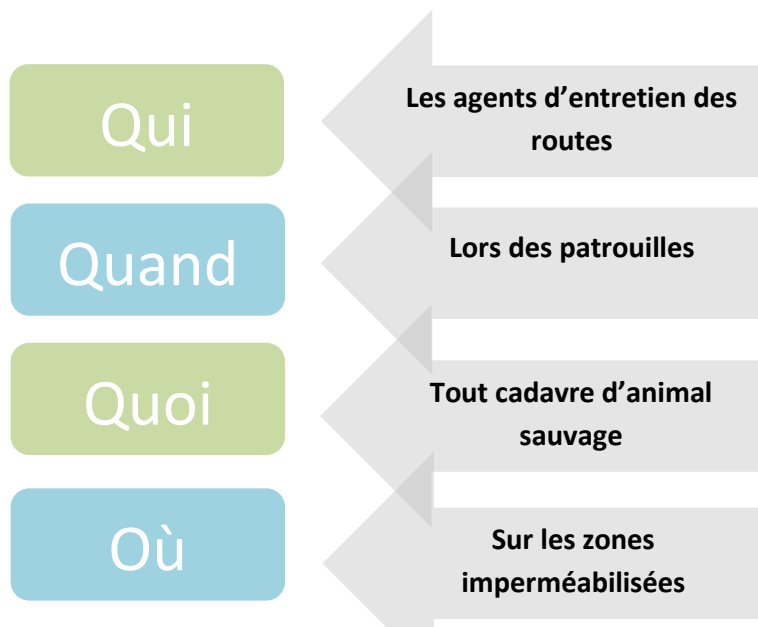 Qui
Les agents d’entretien des
routes
Quand
Lors des patrouilles
Quoi
Tout cadavre d’animal
sauvage
Où
Sur les zones
imperméabilisées